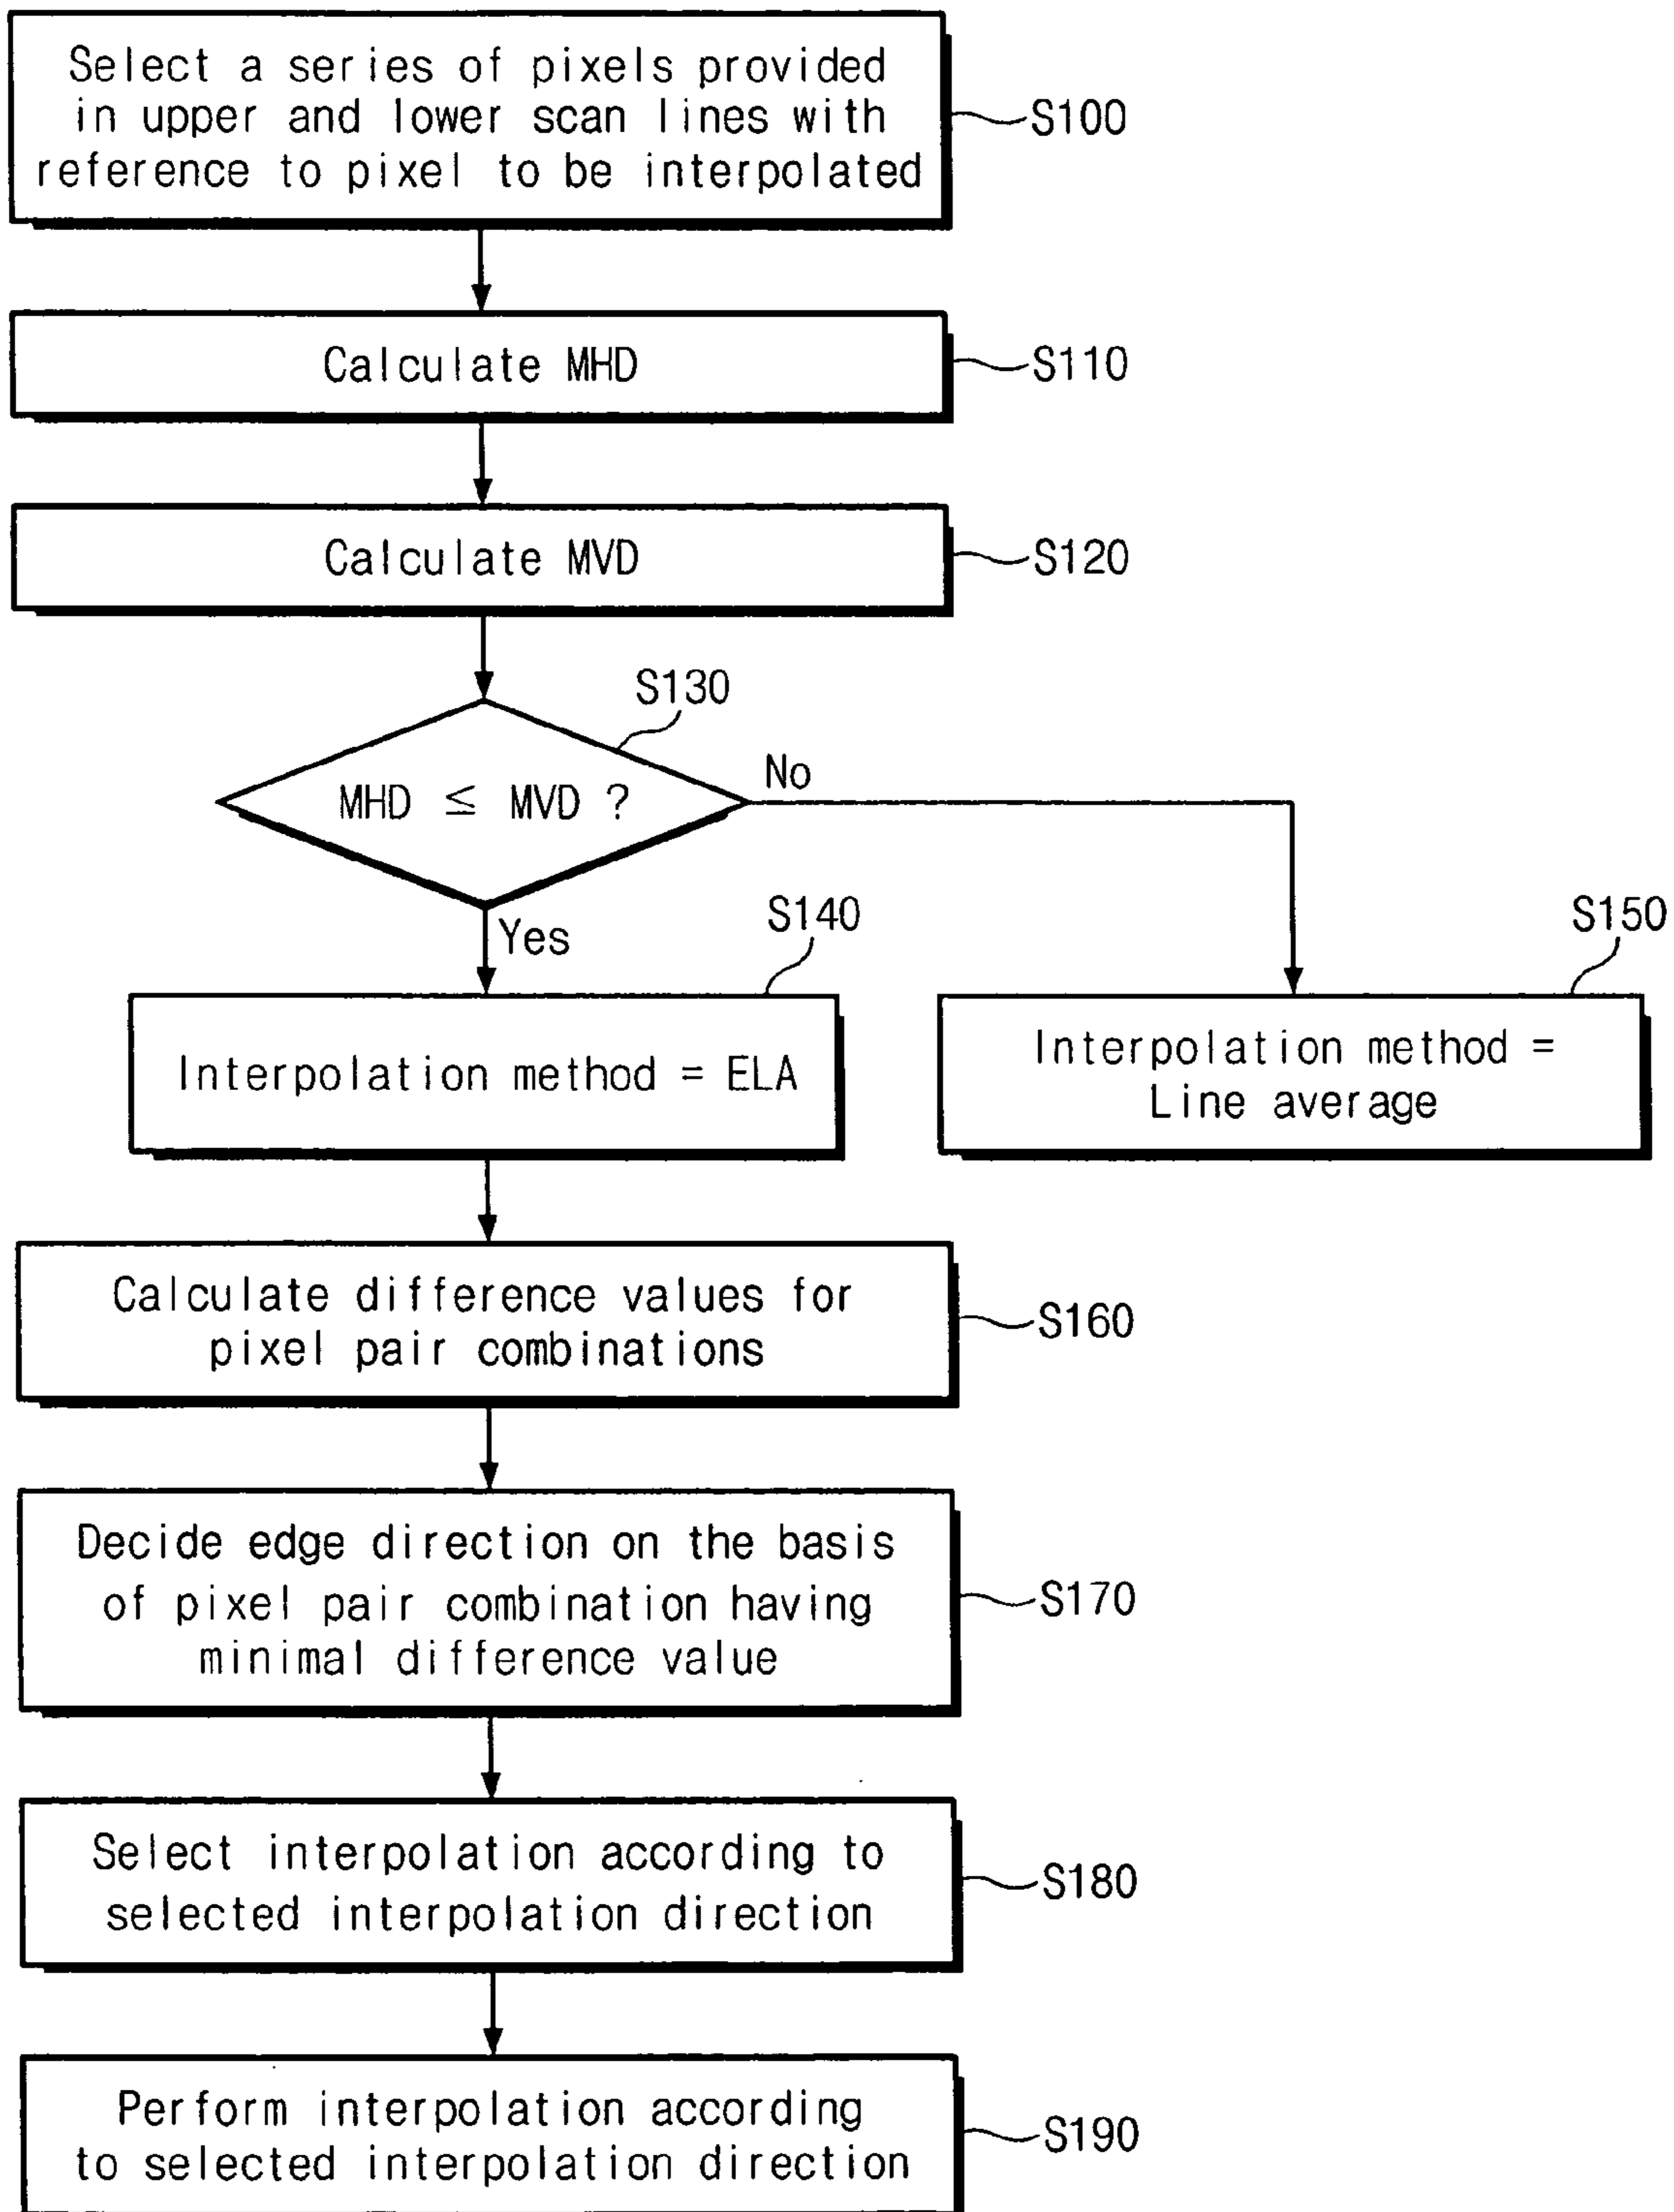 Select a series of pixels provided
in upper and lower scan lines with
reference to pixel to be interpolated
S100
Calculate MHD
S110
Calculate MVD
S120
S130
MHD ≤ MVD ?
No
Yes
S140
S150
Interpolation method = ELA
Interpolation method =
Line average
Calculate difference values for
pixel pair combinations
S160
Decide edge direction on the basis
of pixel pair combination having
minimal difference value
S170
Select interpolation according to
selected interpolation direction
S180
Perform interpolation according
to selected interpolation direction
S190